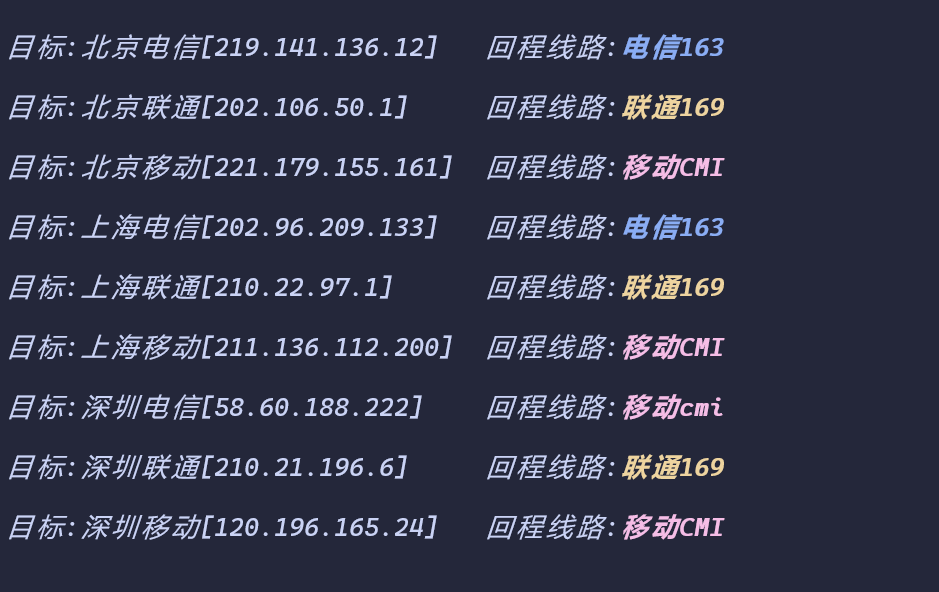 目标:北京电信[219.141.136.12] 回程线路:电信163
目标:北京联通[202.106.50.1] 回程线路:联通169
目标:北京移动[221.179.155.161] 回程线路:移动CMI
目标:上海电信[202.96.209.133] 回程线路:电信163
目标:上海联通[210.22.97.1] 回程线路:联通169
目标:上海移动[211.136.112.200] 回程线路:移动CMI
目标:深圳电信[58.60.188.222] 回程线路:移动cmi
目标:深圳联通[210.21.196.6] 回程线路:联通169
目标:深圳移动[120.196.165.24] 回程线路:移动CMI